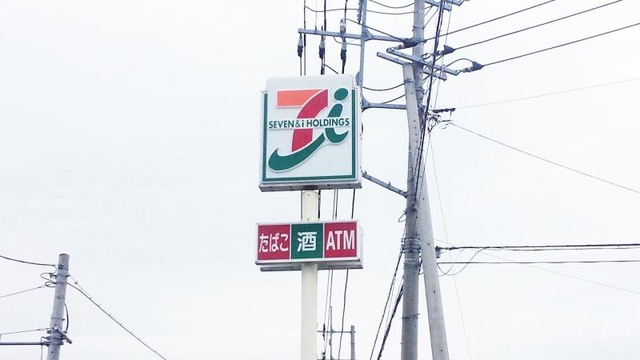 7i
SEVEN & i HOLDINGS
たばこ 酒 ATM